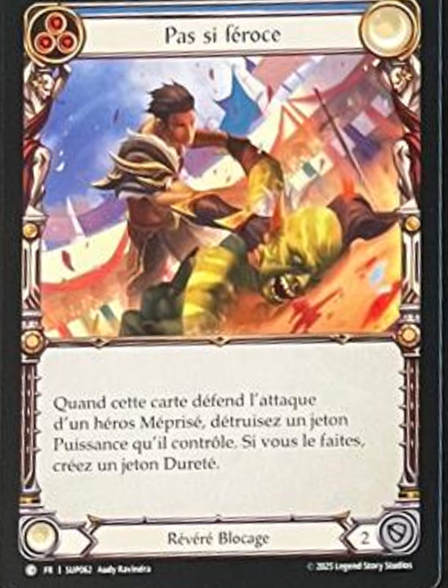 Pas si féroce
Quand cette carte défend l'attaque
d'un héros Méprisé, détruisez un jeton
Puissance qu'il contrôle. Si vous le faites,
créez un jeton Dureté.
Révéré Blocage
2
C FR | SUP062 Audy Ravindra
© 2025 Legend Story Studios